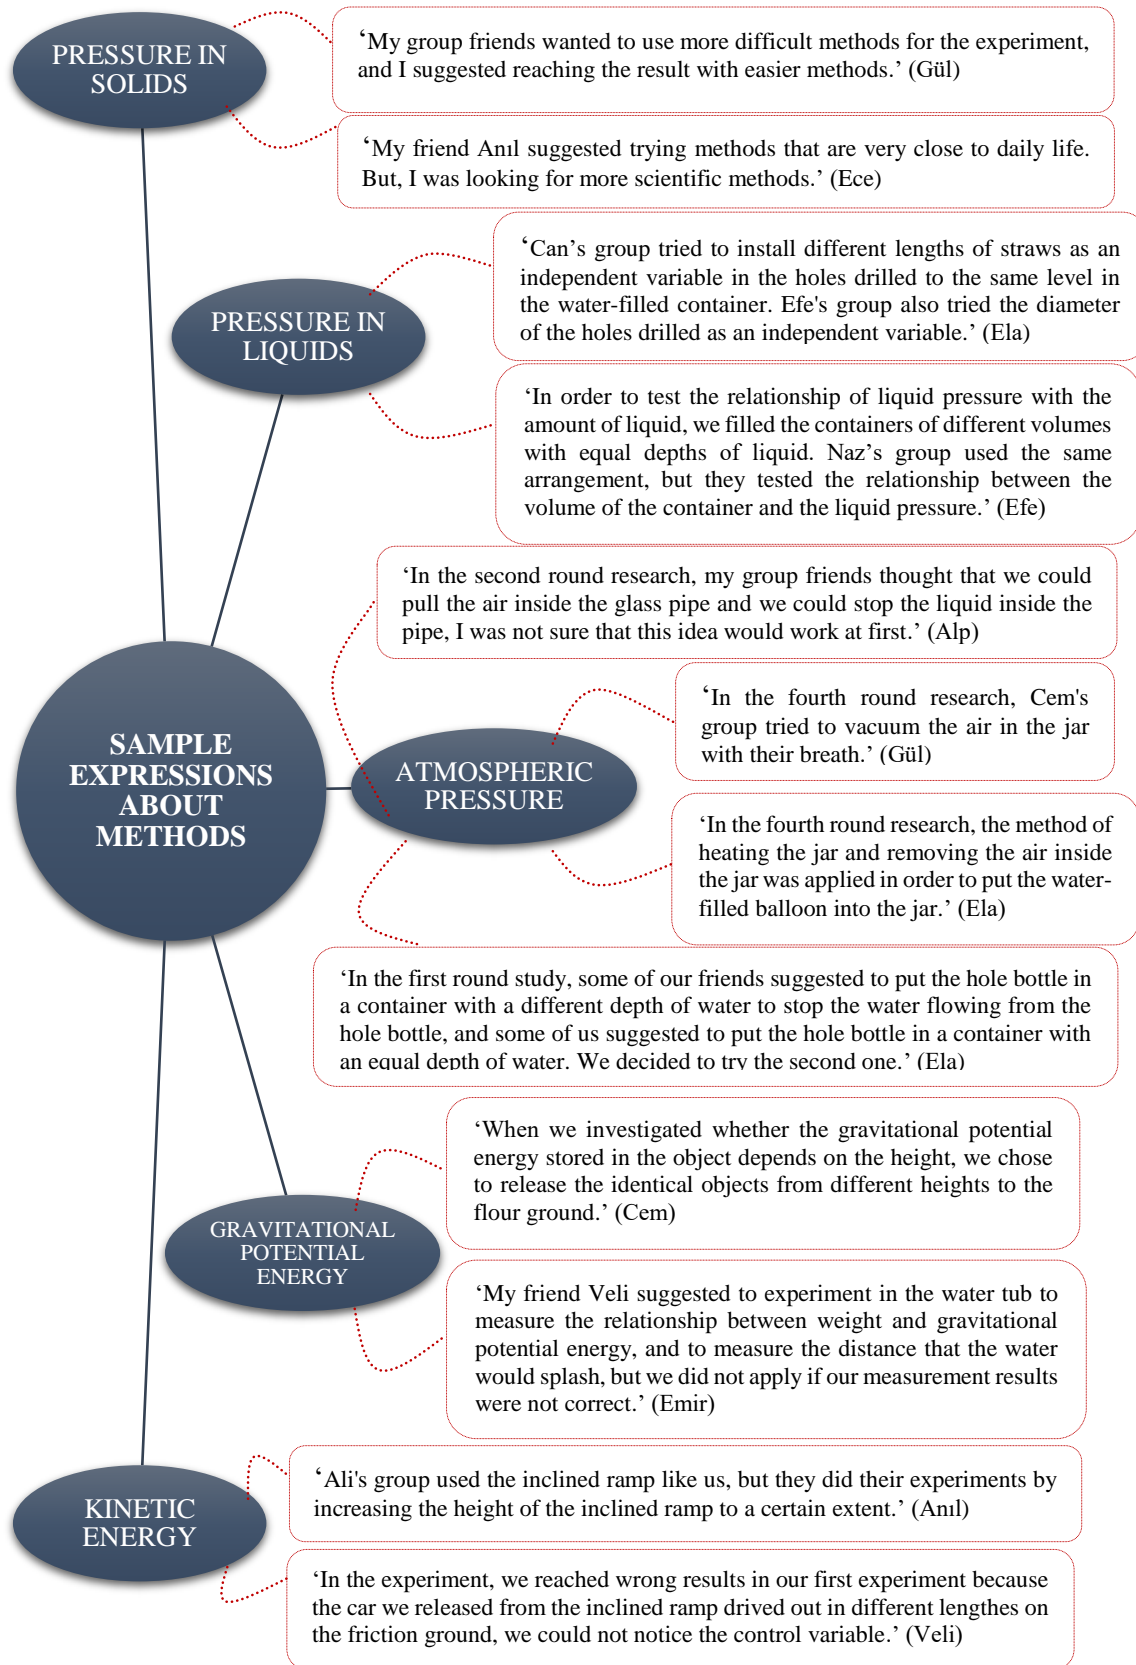 PRESSURE IN
SOLIDS
‘My group friends wanted to use more difficult methods for the experiment,
and I suggested reaching the result with easier methods.’ (Gül)
‘My friend Anıl suggested trying methods that are very close to daily life.
But, I was looking for more scientific methods.’ (Ece)
PRESSURE IN
LIQUIDS
‘Can’s group tried to install different lengths of straws as an
independent variable in the holes drilled to the same level in
the water-filled container. Efe's group also tried the diameter
of the holes drilled as an independent variable.’ (Ela)
‘In order to test the relationship of liquid pressure with the
amount of liquid, we filled the containers of different volumes
with equal depths of liquid. Naz’s group used the same
arrangement, but they tested the relationship between the
volume of the container and the liquid pressure.’ (Efe)
SAMPLE
EXPRESSIONS
ABOUT
METHODS
ATMOSPHERIC
PRESSURE
‘In the second round research, my group friends thought that we could
pull the air inside the glass pipe and we could stop the liquid inside the
pipe, I was not sure that this idea would work at first.’ (Alp)
‘In the fourth round research, Cem's
group tried to vacuum the air in the jar
with their breath.’ (Gül)
‘In the fourth round research, the method of
heating the jar and removing the air inside
the jar was applied in order to put the water-
filled balloon into the jar.’ (Ela)
‘In the first round study, some of our friends suggested to put the hole bottle in
a container with a different depth of water to stop the water flowing from the
hole bottle, and some of us suggested to put the hole bottle in a container with
an equal depth of water. We decided to try the second one.’ (Ela)
GRAVITATIONAL
POTENTIAL
ENERGY
‘When we investigated whether the gravitational potential
energy stored in the object depends on the height, we chose
to release the identical objects from different heights to the
flour ground.’ (Cem)
‘My friend Veli suggested to experiment in the water tub to
measure the relationship between weight and gravitational
potential energy, and to measure the distance that the water
would splash, but we did not apply if our measurement results
were not correct.’ (Emir)
KINETIC
ENERGY
‘Ali's group used the inclined ramp like us, but they did their experiments by
increasing the height of the inclined ramp to a certain extent.’ (Anıl)
‘In the experiment, we reached wrong results in our first experiment because
the car we released from the inclined ramp drived out in different lengthes on
the friction ground, we could not notice the control variable.’ (Veli)